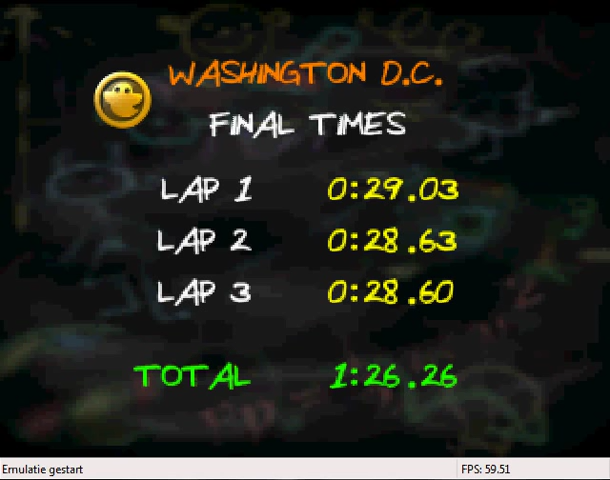 WASHINGTON D.C.
FINAL TIMES
LAP 1 0:29.03
LAP 2 0:28.63
LAP 3 0:28.60
TOTAL 1:26.26
Emulatie gestart FPS: 59.51